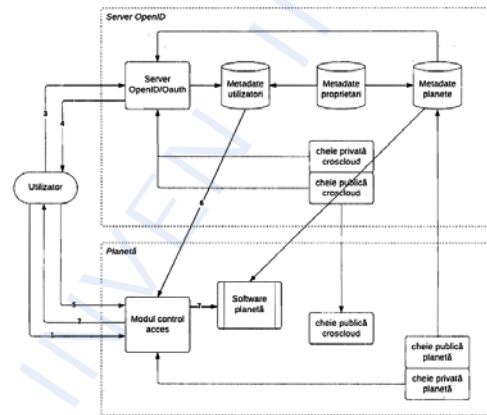 Server OpenID
Server
OpenID/Oauth
Metadate
utilizatori
Metadate
proprietari
Metadate
planete
3
4
cheie privată
croscloud
cheie publică
croscloud
Utilizator
6
Planetă
5
2
1
Modul control
acces
7
Software
planetă
cheie publică
croscloud
cheie publică
planetă
cheie privată
planetă